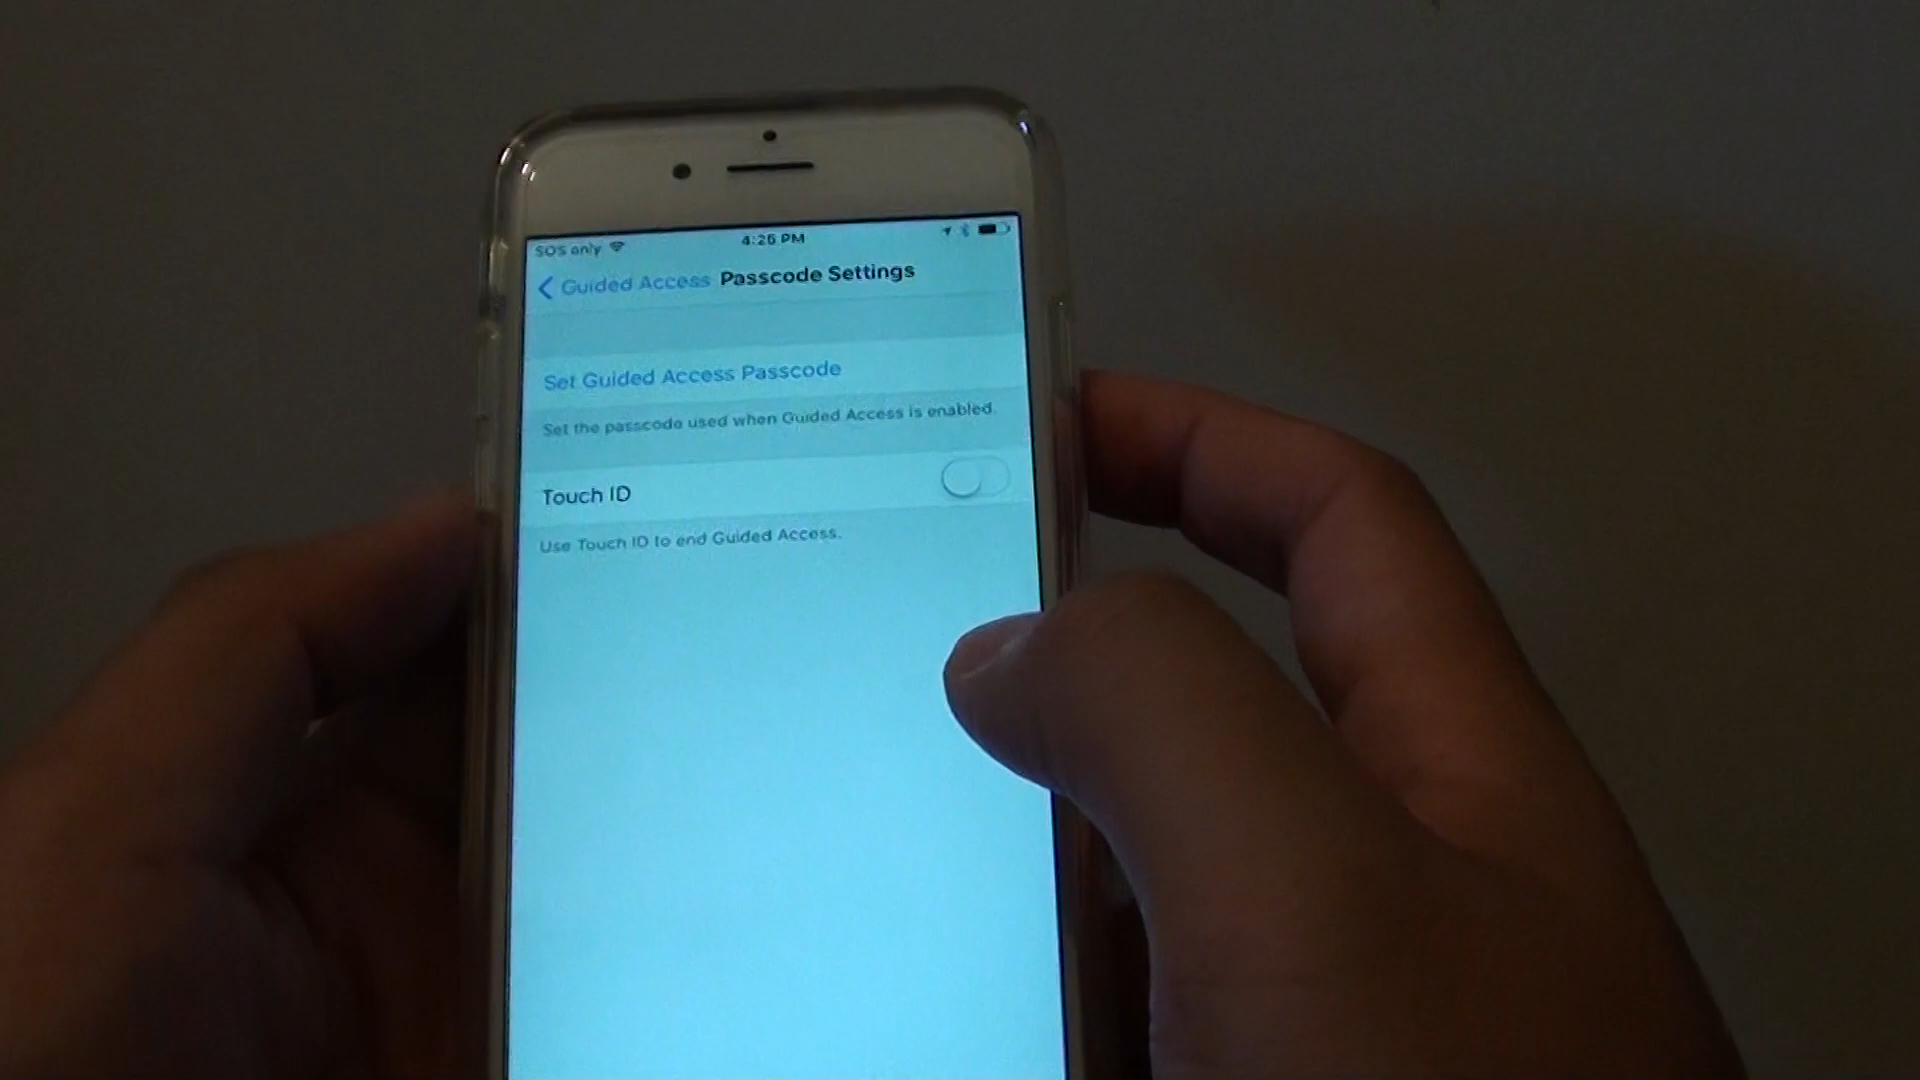 SOS only
4:26 PM
Guided Access Passcode Settings
Set Guided Access Passcode
Set the passcode used when Guided Access is enabled.
Touch ID
Use Touch ID to end Guided Access.